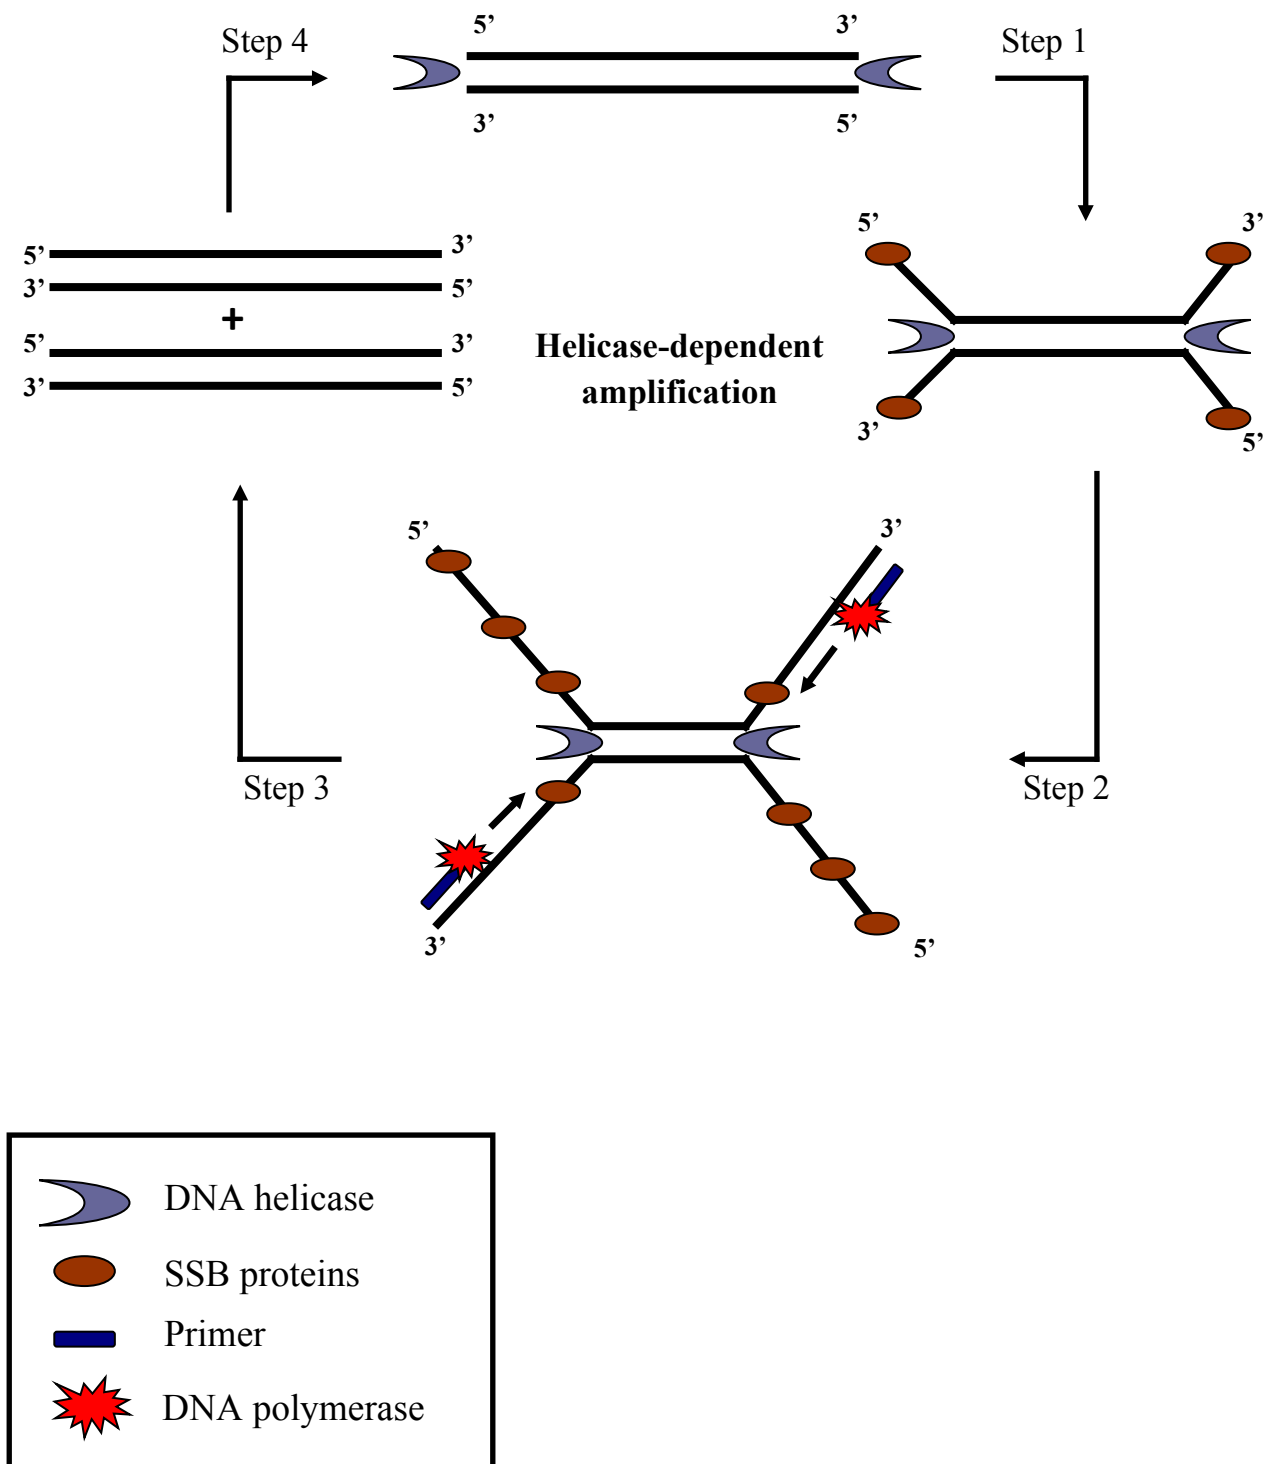 Step 4
5’ 3’
Step 1
3’ 5’
5’ 3’
3’ 5’
+
5’ 3’
3’ 5’
Helicase-dependent
amplification
5’ 3’
3’ 5’
5’ 3’
Step 3
Step 2
3’ 5’
DNA helicase
SSB proteins
Primer
DNA polymerase